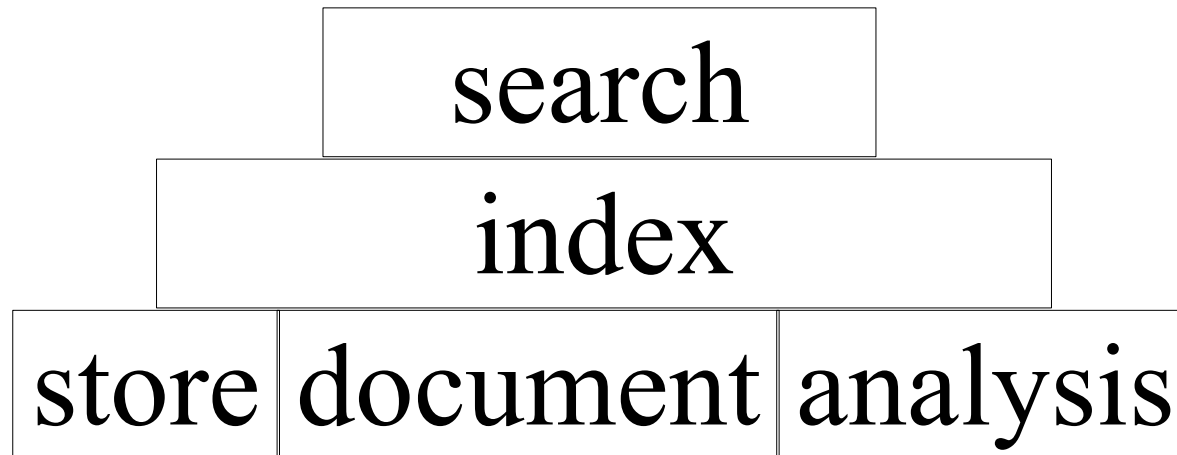 search
index
store document analysis